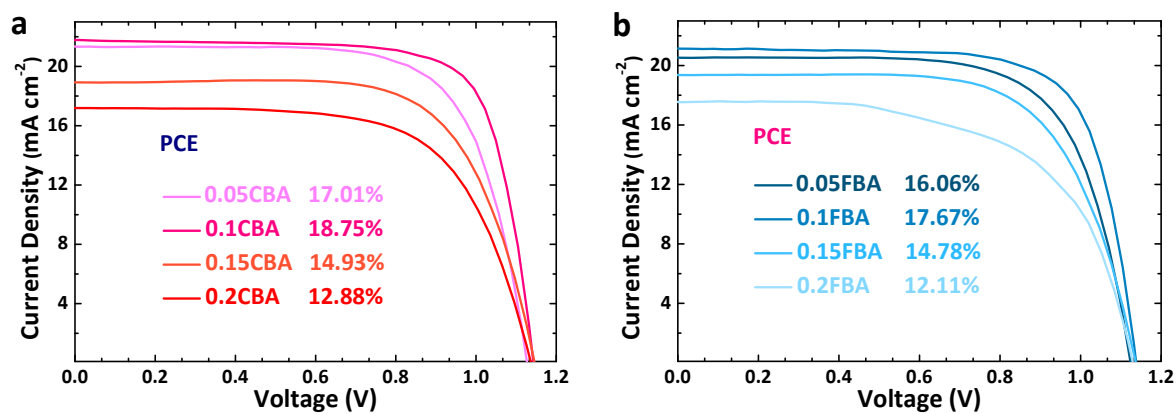 a
Current Density (mA cm⁻²)
20
16
12
8
4
PCE
0.05CBA 17.01%
0.1CBA 18.75%
0.15CBA 14.93%
0.2CBA 12.88%
0.0 0.2 0.4 0.6 0.8 1.0 1.2
Voltage (V)
b
Current Density (mA cm⁻²)
20
16
12
8
4
PCE
0.05FBA 16.06%
0.1FBA 17.67%
0.15FBA 14.78%
0.2FBA 12.11%
0.0 0.2 0.4 0.6 0.8 1.0 1.2
Voltage (V)